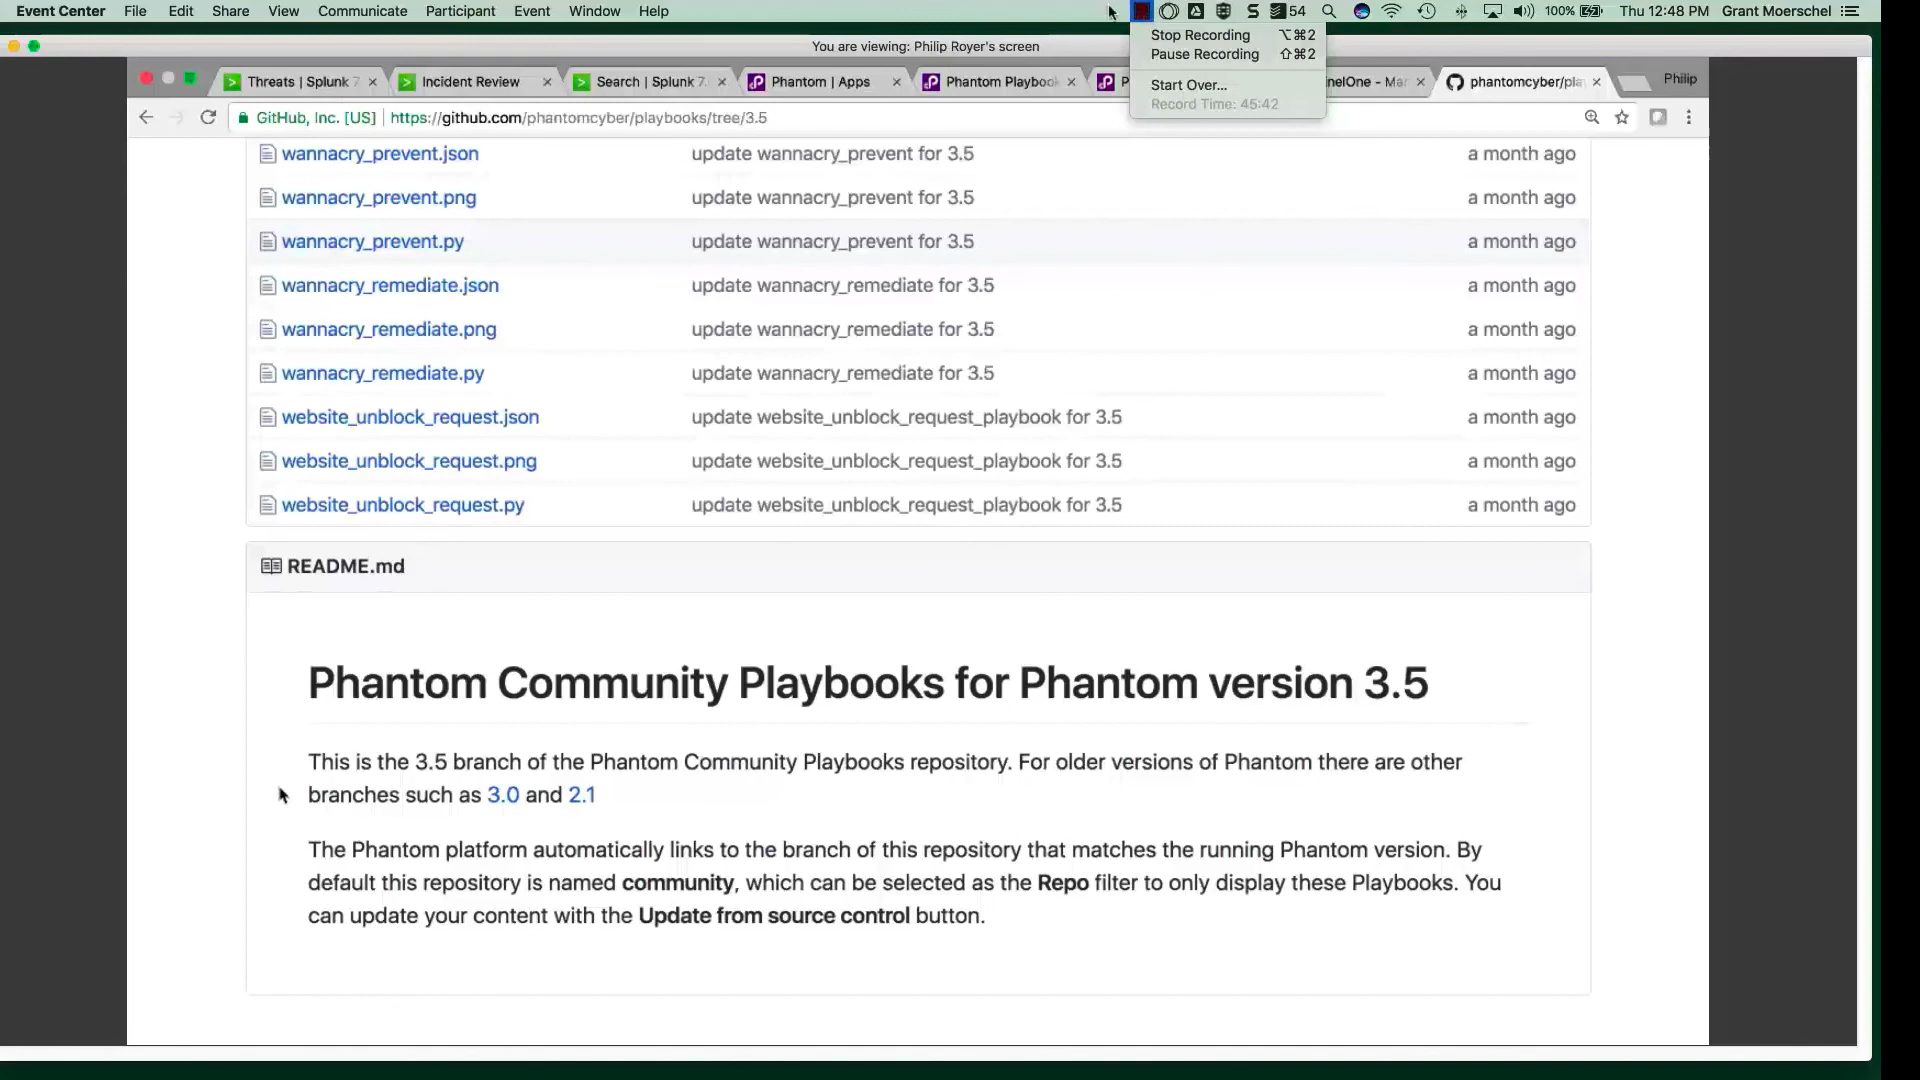 Event Center File Edit Share View Communicate Participant Event Window Help 54 100% Thu 12:48 PM Grant Moerschel
Stop Recording ⌥⌘2
Pause Recording ⇧⌘2
Start Over...
Record Time: 45:42
You are viewing: Philip Royer's screen
Threats | Splunk 7 Incident Review Search | Splunk 7. Phantom | Apps Phantom Playbook P nelOne - Ma phantomcyber/pla Philip
GitHub, Inc. [US] https://github.com/phantomcyber/playbooks/tree/3.5
wannacry_prevent.json update wannacry_prevent for 3.5 a month ago
wannacry_prevent.png update wannacry_prevent for 3.5 a month ago
wannacry_prevent.py update wannacry_prevent for 3.5 a month ago
wannacry_remediate.json update wannacry_remediate for 3.5 a month ago
wannacry_remediate.png update wannacry_remediate for 3.5 a month ago
wannacry_remediate.py update wannacry_remediate for 3.5 a month ago
website_unblock_request.json update website_unblock_request_playbook for 3.5 a month ago
website_unblock_request.png update website_unblock_request_playbook for 3.5 a month ago
website_unblock_request.py update website_unblock_request_playbook for 3.5 a month ago
README.md
Phantom Community Playbooks for Phantom version 3.5
This is the 3.5 branch of the Phantom Community Playbooks repository. For older versions of Phantom there are other
branches such as 3.0 and 2.1
The Phantom platform automatically links to the branch of this repository that matches the running Phantom version. By
default this repository is named community, which can be selected as the Repo filter to only display these Playbooks. You
can update your content with the Update from source control button.